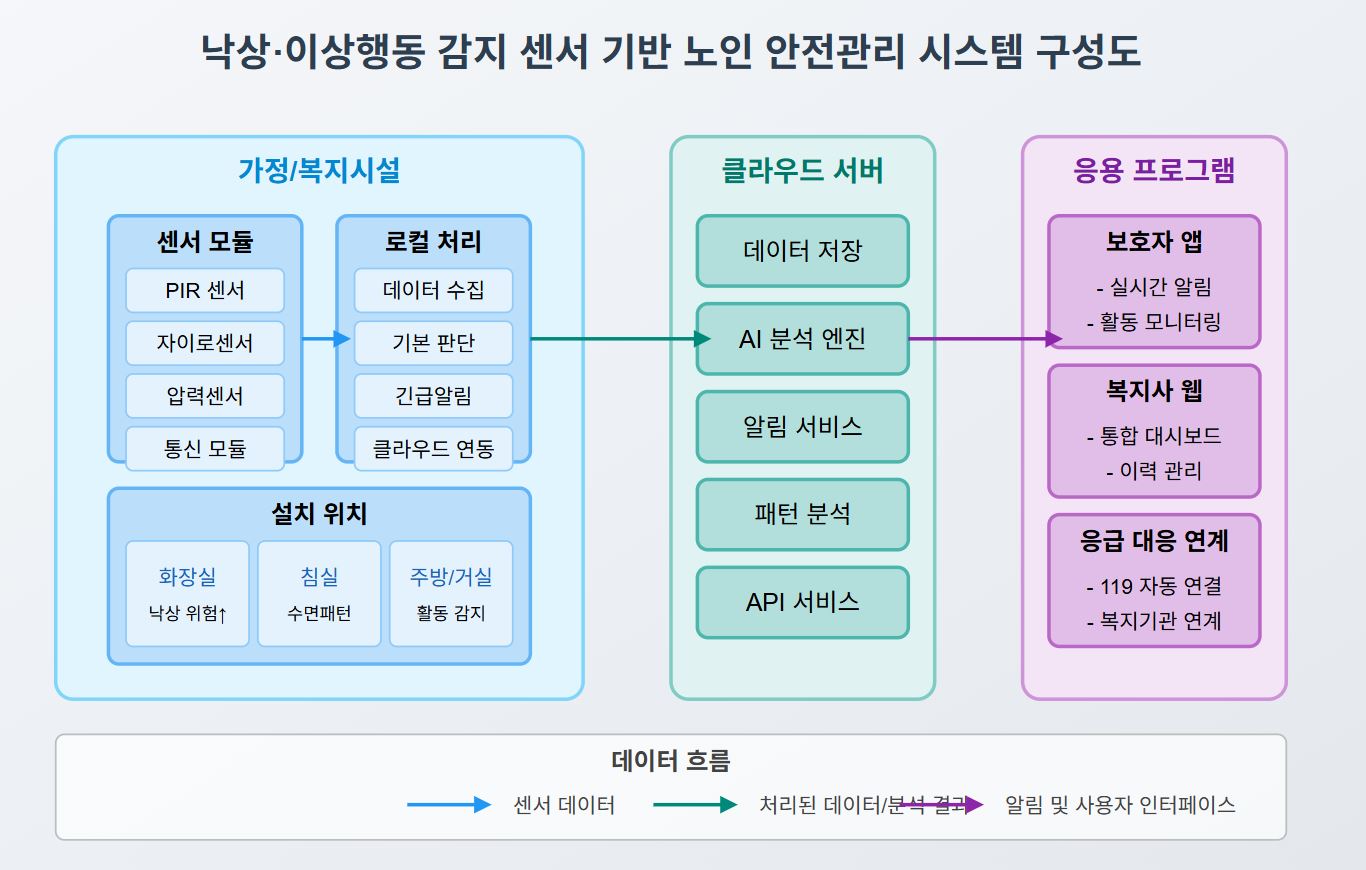 낙상·이상행동 감지 센서 기반 노인 안전관리 시스템 구성도
가정/복지시설
센서 모듈
PIR 센서
자이로센서
압력센서
통신 모듈
로컬 처리
데이터 수집
기본 판단
긴급알림
클라우드 연동
설치 위치
화장실
낙상 위험↑
침실
수면패턴
주방/거실
활동 감지
클라우드 서버
데이터 저장
AI 분석 엔진
알림 서비스
패턴 분석
API 서비스
응용 프로그램
보호자 앱
- 실시간 알림
- 활동 모니터링
복지사 웹
- 통합 대시보드
- 이력 관리
응급 대응 연계
- 119 자동 연결
- 복지기관 연계
데이터 흐름
센서 데이터
처리된 데이터/분석 결과
알림 및 사용자 인터페이스